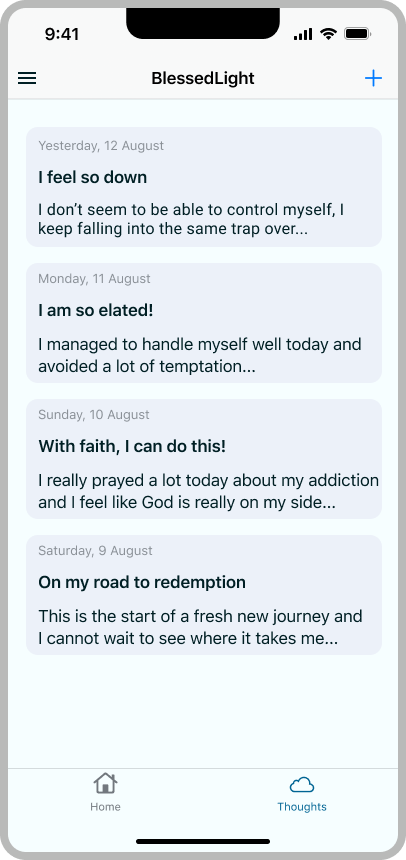 9:41
BlessedLight
Yesterday, 12 August
I feel so down
I don’t seem to be able to control myself, I
keep falling into the same trap over...
Monday, 11 August
I am so elated!
I managed to handle myself well today and
avoided a lot of temptation...
Sunday, 10 August
With faith, I can do this!
I really prayed a lot today about my addiction
and I feel like God is really on my side...
Saturday, 9 August
On my road to redemption
This is the start of a fresh new journey and
I cannot wait to see where it takes me...
Home
Thoughts